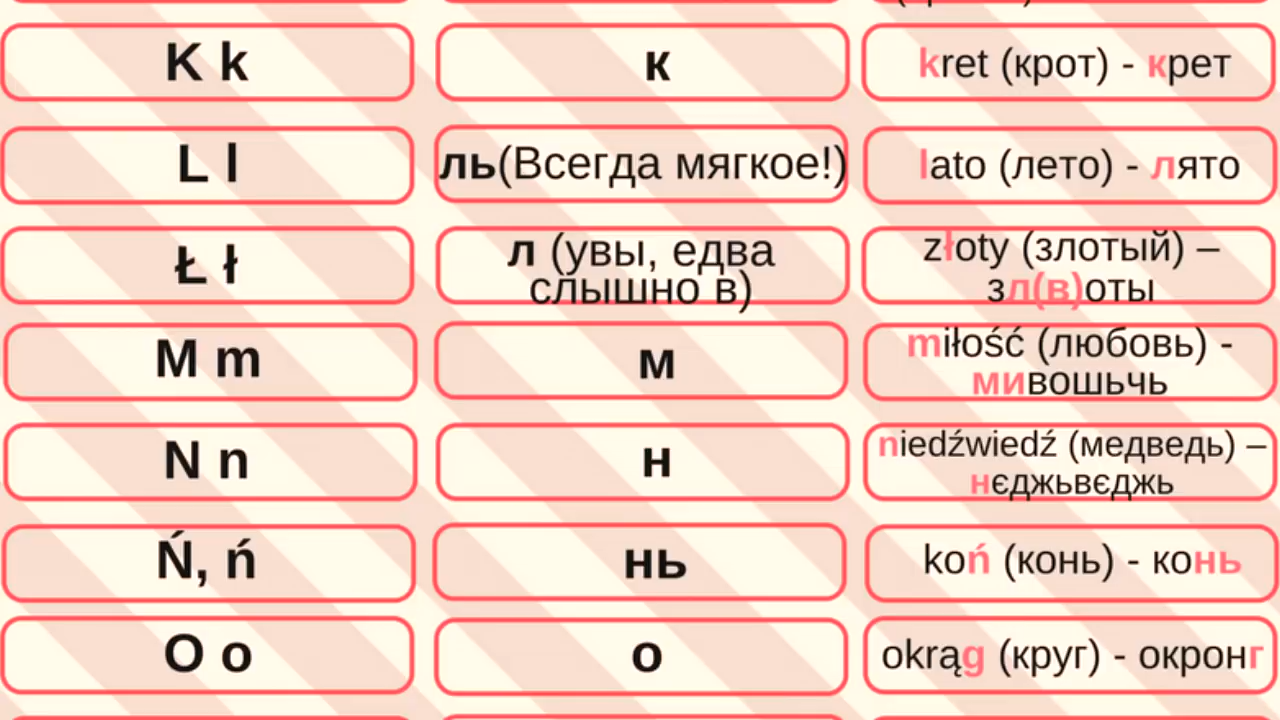 K k
к
kret (крот) - крет
L l
ль(Всегда мягкое!)
lato (лето) - лято
Ł ł
л (увы, едва
слышно в)
złoty (злотый) –
зл(в)оты
M m
м
miłość (любовь) -
мивошьчь
N n
н
niedźwiedź (медведь) –
нєджьвєджь
Ń, ń
нь
koń (конь) - конь
O o
о
okrąg (круг) - окронг